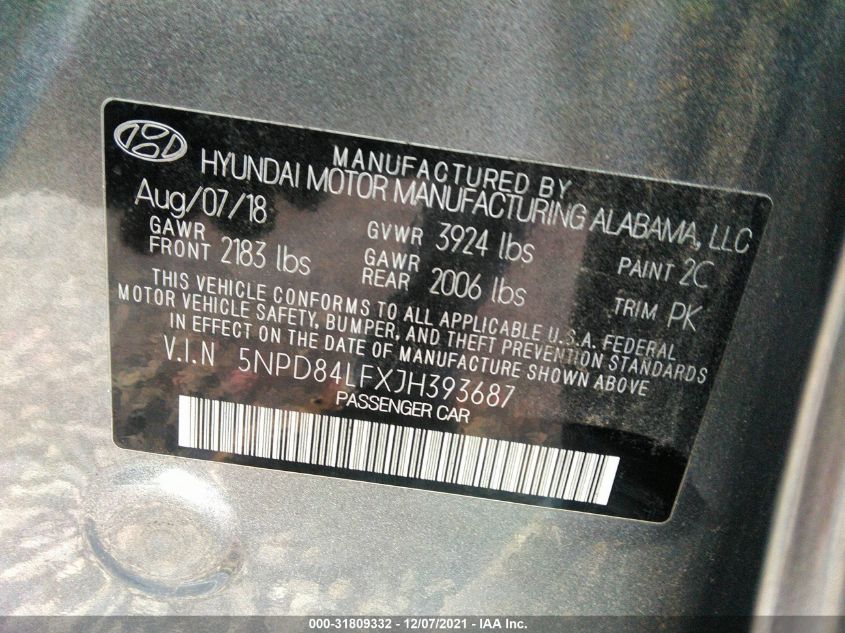 MANUFACTURED BY
HYUNDAI MOTOR MANUFACTURING ALABAMA, LLC
Aug/07/18
GVWR 3924 lbs
PAINT 2C
GAWR FRONT 2183 lbs
GAWR REAR 2006 lbs
TRIM PK
THIS VEHICLE CONFORMS TO ALL APPLICABLE U.S.A. FEDERAL
MOTOR VEHICLE SAFETY, BUMPER, AND THEFT PREVENTION STANDARDS
IN EFFECT ON THE DATE OF MANUFACTURE SHOWN ABOVE
V.I.N 5NPD84LFXJH393687
PASSENGER CAR
000-31809332 - 12/07/2021 - IAA Inc.